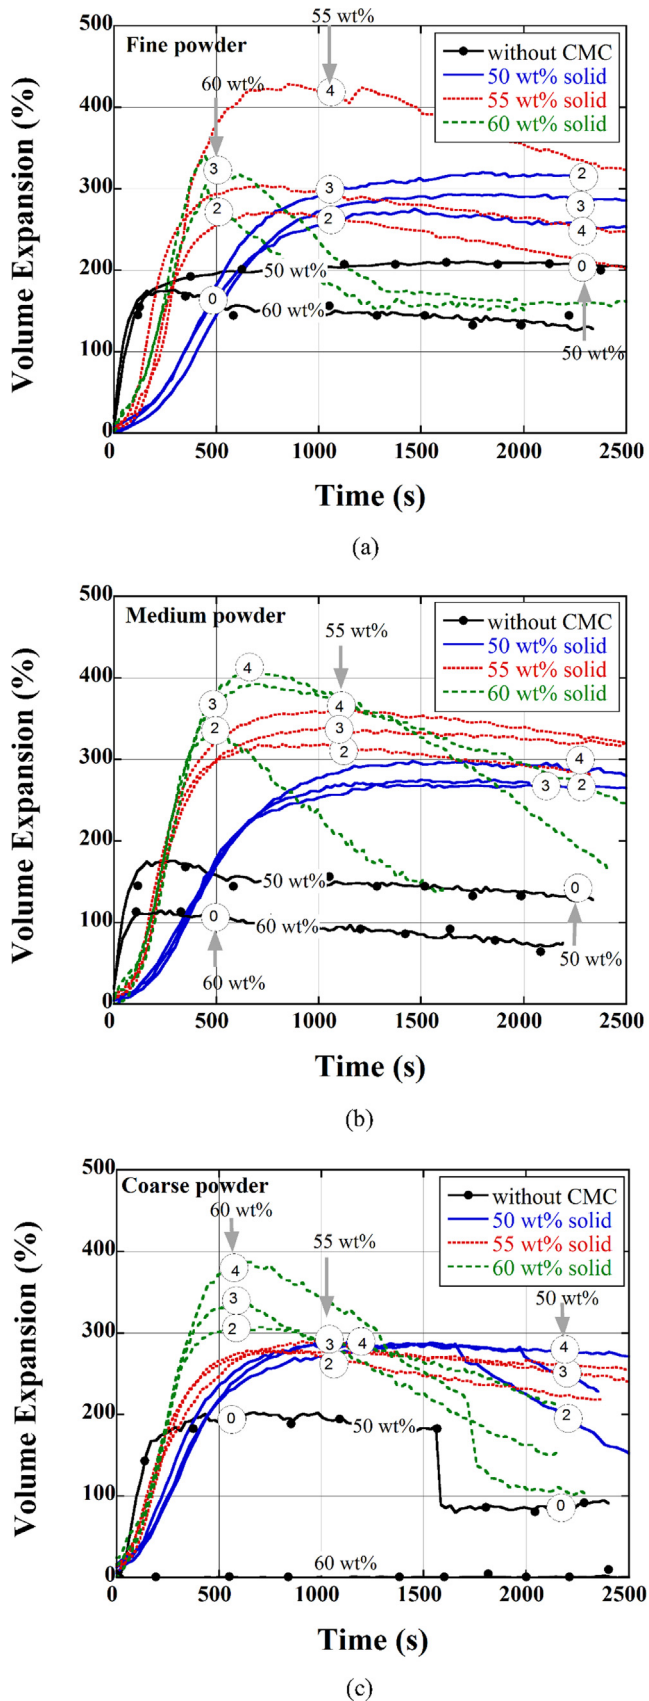 55 wt%
500
Fine powder
without CMC
50 wt% solid
55 wt% solid
60 wt% solid
60 wt%
4
400
3
3
2
300
2
2
3
4
0
50 wt%
200
0
60 wt%
100
50 wt%
0
0 500 1000 1500 2000 2500
Volume Expansion (%)
Time (s)
(a)
500
Medium powder
without CMC
50 wt% solid
55 wt% solid
60 wt% solid
55 wt%
4
400
3
4
2
3
2
300
4
3
2
200
50 wt%
0
100
0
60 wt%
60 wt%
50 wt%
0
0 500 1000 1500 2000 2500
Volume Expansion (%)
Time (s)
(b)
500
Coarse powder
without CMC
50 wt% solid
55 wt% solid
60 wt% solid
60 wt%
55 wt%
50 wt%
400
4
3
2
300
3
4
4
2
3
2
200
0
50 wt%
100
0
60 wt%
0
0 500 1000 1500 2000 2500
Volume Expansion (%)
Time (s)
(c)